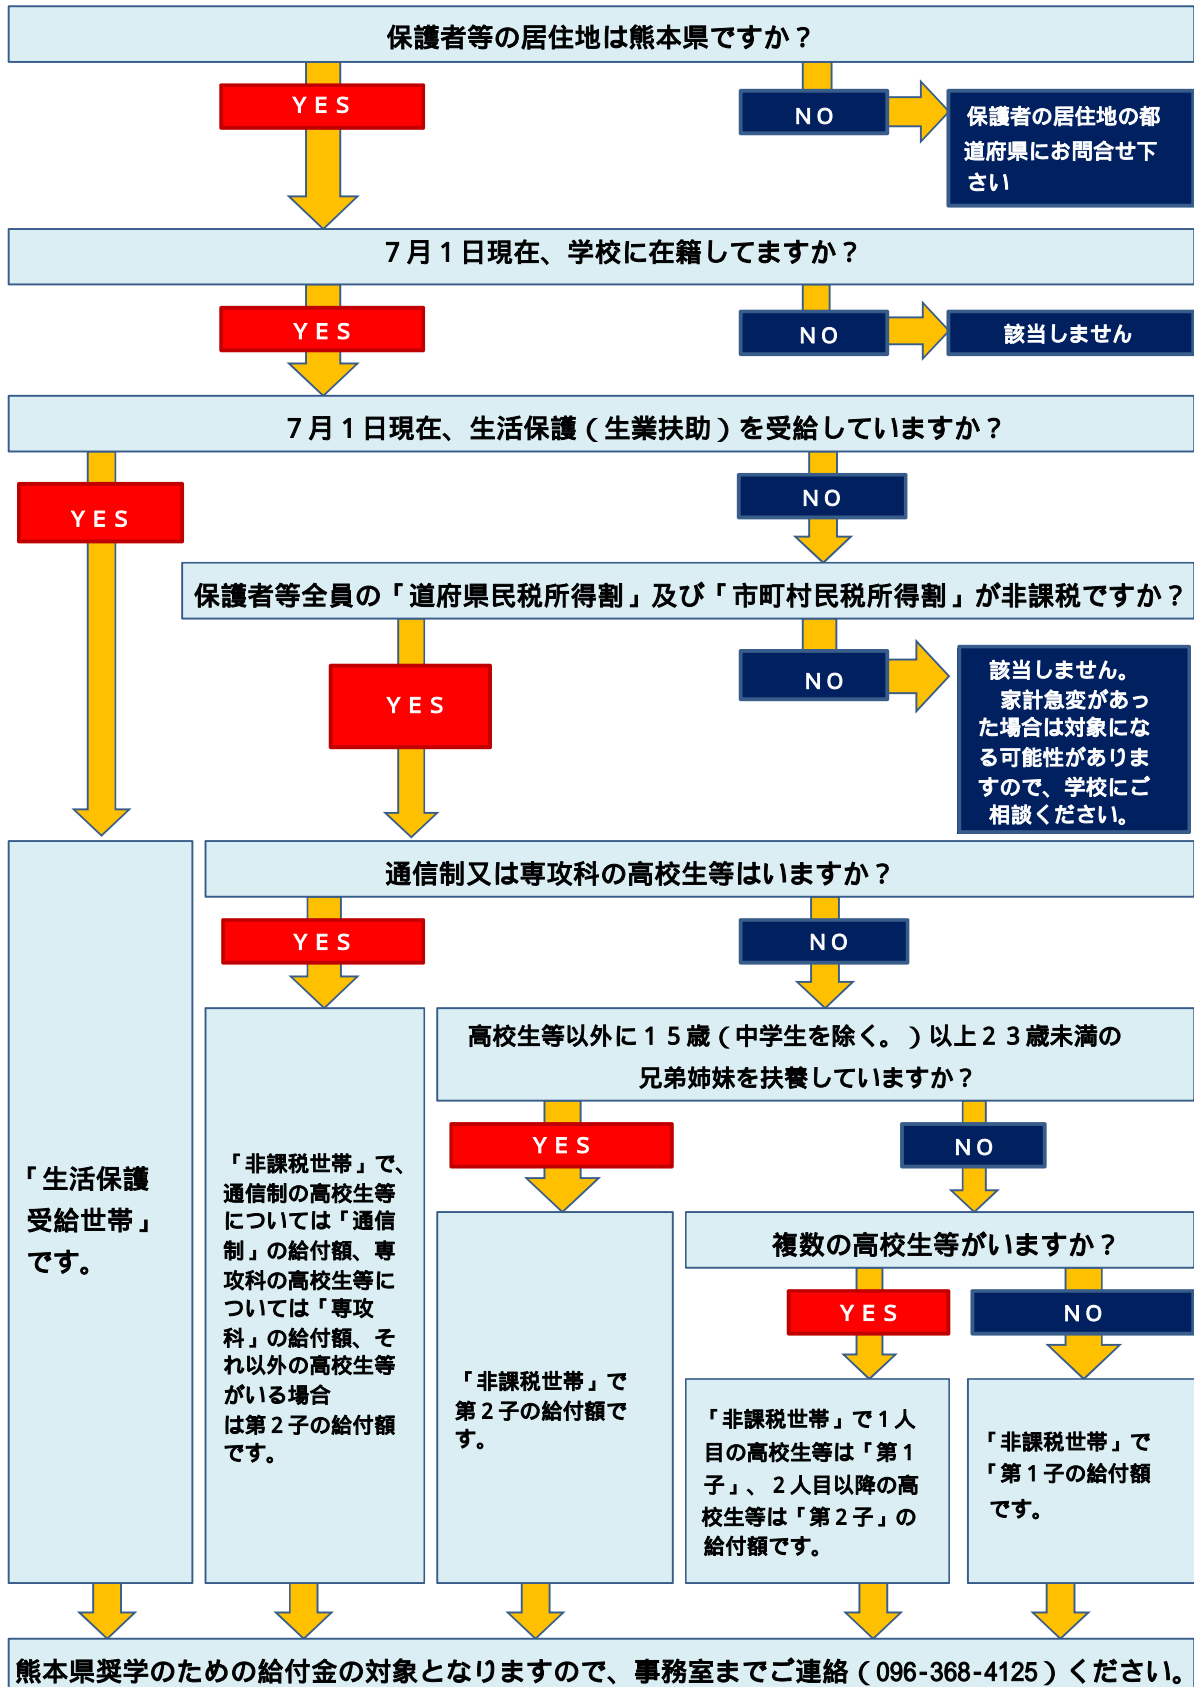 保護者等の居住地は熊本県ですか？
ＹＥＳ
ＮＯ
保護者の居住地の都
道府県にお問合せ下
さい
７月１日現在、学校に在籍してますか？
ＹＥＳ
ＮＯ
該当しません
７月１日現在、生活保護（生業扶助）を受給していますか？
ＹＥＳ
ＮＯ
保護者等全員の「道府県民税所得割」及び「市町村民税所得割」が非課税ですか？
ＹＥＳ
ＮＯ
該当しません。
家計急変があっ
た場合は対象にな
る可能性がありま
すので、学校にご
相談ください。
通信制又は専攻科の高校生等はいますか？
ＹＥＳ
ＮＯ
高校生等以外に１５歳（中学生を除く。）以上２３歳未満の
兄弟姉妹を扶養していますか？
ＹＥＳ
ＮＯ
複数の高校生等がいますか？
ＹＥＳ
ＮＯ
「生活保護
受給世帯」
です。
「非課税世帯」で、
通信制の高校生等
については「通信
制」の給付額、専
攻科の高校生等に
ついては「専攻
科」の給付額、そ
れ以外の高校生等
がいる場合
は第２子の給付額
です。
「非課税世帯」で
第２子の給付額で
す。
「非課税世帯」で１人
目の高校生等は「第１
子」、２人目以降の高
校生等は「第２子」の
給付額です。
「非課税世帯」で
「第１子の給付額
です。
熊本県奨学のための給付金の対象となりますので、事務室までご連絡（096-368-4125）ください。